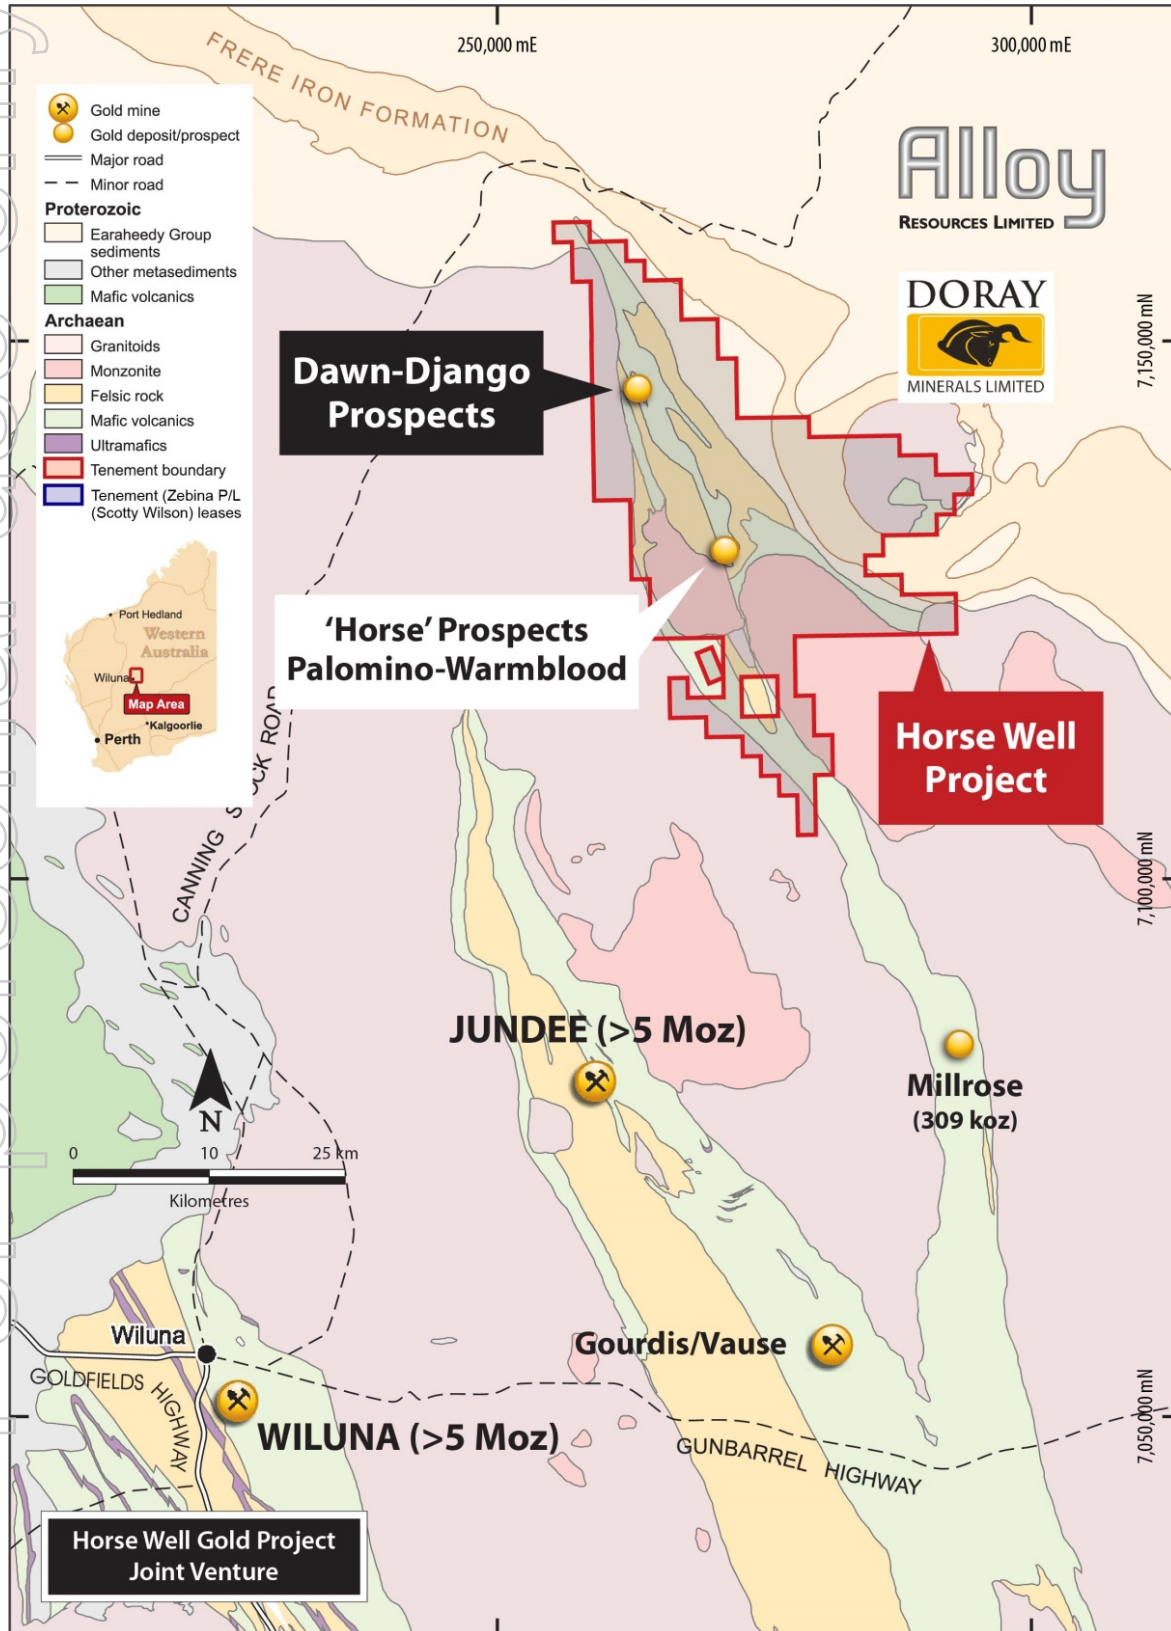 250,000 mE
300,000 mE
FRERE IRON FORMATION
Gold mine
Gold deposit/prospect
Major road
Minor road
Proterozoic
Earaheedy Group
sediments
Other metasediments
Mafic volcanics
Archaean
Granitoids
Monzonite
Felsic rock
Mafic volcanics
Ultramafics
Tenement boundary
Tenement (Zebina P/L
(Scotty Wilson) leases
Alloy
RESOURCES LIMITED
DORAY
MINERALS LIMITED
7,150,000 mN
Dawn-Django
Prospects
Port Hedland
Western
Australia
Wiluna
Map Area
Kalgoorlie
Perth
'Horse' Prospects
Palomino-Warmblood
Horse Well
Project
CANNING STOCK ROAD
7,100,000 mN
JUNDEE (>5 Moz)
Millrose
(309 koz)
N
0 10 25 km
Kilometres
Wiluna
Gourdis/Vause
GOLDFIELDS HIGHWAY
WILUNA (>5 Moz)
GUNBARREL HIGHWAY
7,050,000 mN
Horse Well Gold Project
Joint Venture